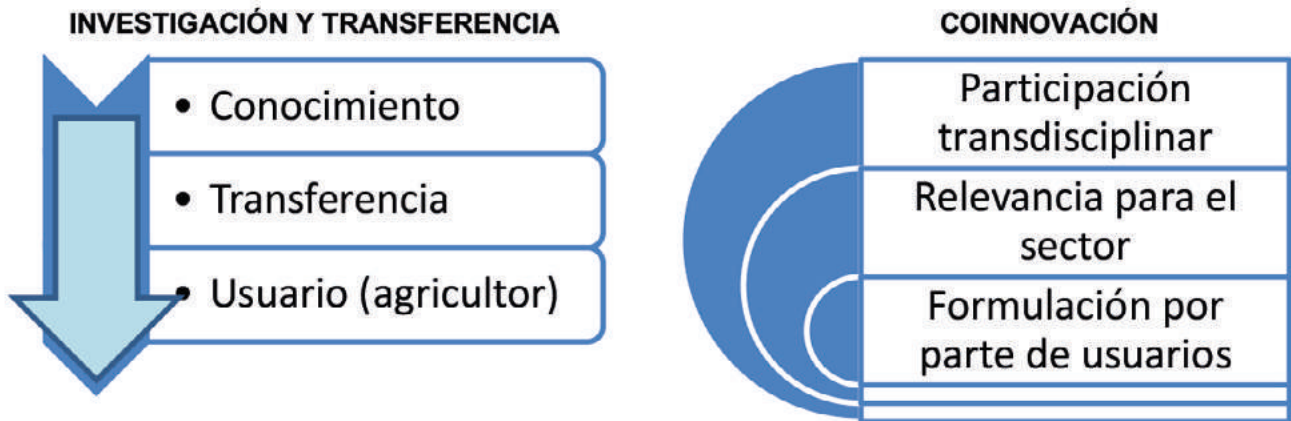 INVESTIGACIÓN Y TRANSFERENCIA
• Conocimiento
• Transferencia
• Usuario (agricultor)
COINNOVACIÓN
Participación
transdisciplinar
Relevancia para el
sector
Formulación por
parte de usuarios